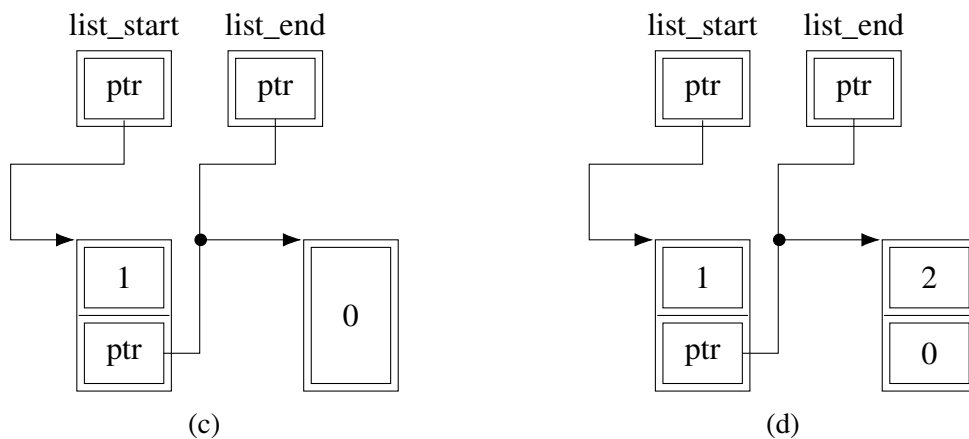 list_start list_end list_start list_end
ptr ptr ptr ptr
1 1 2
0
ptr ptr 0
(c) (d)